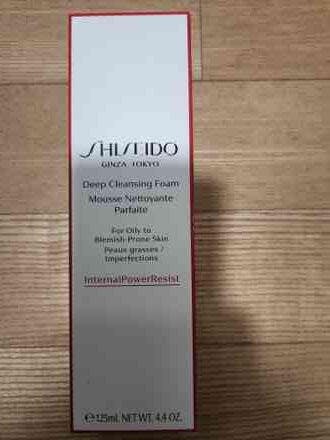 SHISEIDO
GINZA TOKYO
Deep Cleansing Foam
Mousse Nettoyante
Parfaite
For Oily to
Blemish-Prone Skin
Peaux grasses /
Imperfections
InternalPowerResist
℮125mL NET WT. 4.4 OZ.